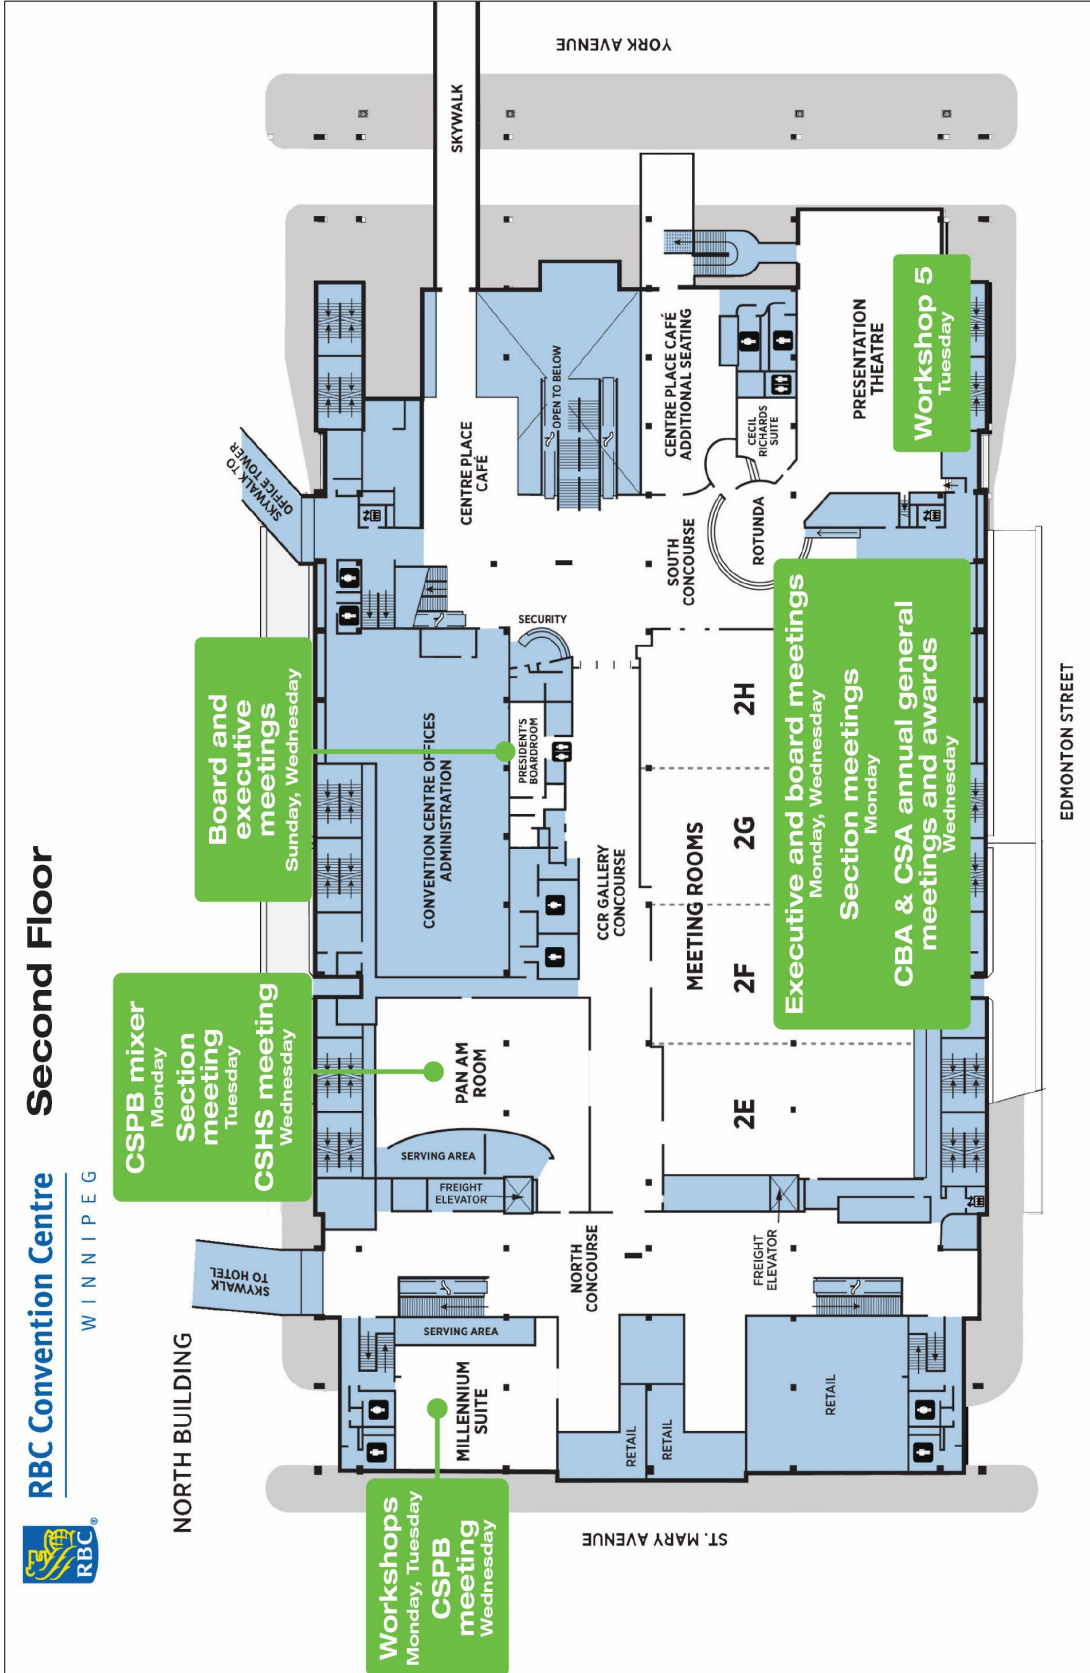 RBC Convention Centre
WINNIPEG
RBC
®
Second Floor
NORTH BUILDING
SKYWALK
TO HOTEL
CSPB mixer
Monday
Section
meeting
Tuesday
CSHS meeting
Wednesday
Board and
executive
meetings
Sunday, Wednesday
SKYWALK TO
OFFICE TOWER
Workshops
Monday, Tuesday
CSPB
meeting
Wednesday
MILLENNIUM
SUITE
SERVING AREA
FREIGHT
ELEVATOR
SERVING AREA
PAN AM
ROOM
CONVENTION CENTRE OFFICES
ADMINISTRATION
PRESIDENT'S
BOARDROOM
SECURITY
CENTRE PLACE
CAFÉ
SKYWALK
OPEN TO BELOW
NORTH
CONCOURSE
CCR GALLERY
CONCOURSE
SOUTH
CONCOURSE
CENTRE PLACE CAFÉ
ADDITIONAL SEATING
RETAIL
RETAIL
RETAIL
FREIGHT
ELEVATOR
MEETING ROOMS
2E
2F
2G
2H
ROTUNDA
CECIL
RICHARDS
SUITE
PRESENTATION
THEATRE
Executive and board meetings
Monday, Wednesday
Section meetings
Monday
CBA & CSA annual general
meetings and awards
Wednesday
Workshop 5
Tuesday
ST. MARY AVENUE
YORK AVENUE
EDMONTON STREET